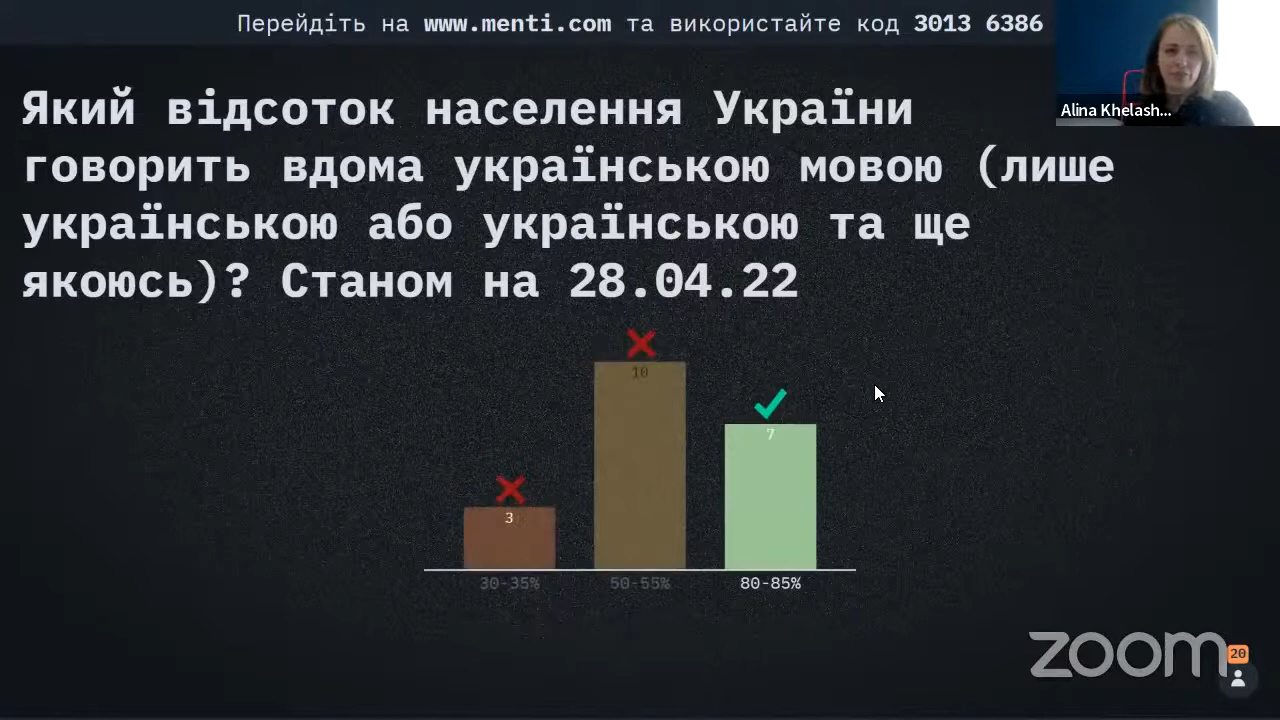 Перейдіть на www.menti.com та використайте код 3013 6386
Alina Khelash...
Який відсоток населення України
говорить вдома українською мовою (лише
українською або українською та ще
якоюсь)? Станом на 28.04.22
10
7
3
30-35% 50-55% 80-85%
zoom
20